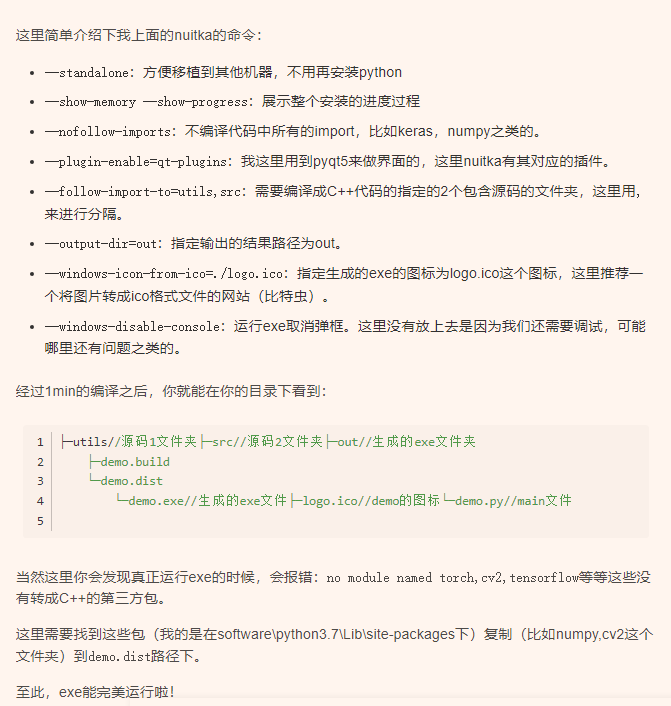 这里简单介绍下我上面的nuitka的命令：
—standalone：方便移植到其他机器，不用再安装python
—show-memory —show-progress：展示整个安装的进度过程
—nofollow-imports：不编译代码中所有的import，比如keras，numpy之类的。
—plugin-enable=qt-plugins：我这里用到pyqt5来做界面的，这里nuitka有其对应的插件。
—follow-import-to=utils,src：需要编译成C++代码的指定的2个包含源码的文件夹，这里用,
来进行分隔。
—output-dir=out：指定输出的结果路径为out。
—windows-icon-from-ico=./logo.ico：指定生成的exe的图标为logo.ico这个图标，这里推荐一
个将图片转成ico格式文件的网站（比特虫）。
—windows-disable-console：运行exe取消弹框。这里没有放上去是因为我们还需要调试，可能
哪里还有问题之类的。
经过1min的编译之后，你就能在你的目录下看到：
1 ├─utils//源码1文件夹├─src//源码2文件夹├─out//生成的exe文件夹
2     ├─demo.build
3     └─demo.dist
4         └─demo.exe//生成的exe文件├─logo.ico//demo的图标└─demo.py//main文件
5
当然这里你会发现真正运行exe的时候，会报错：no module named torch,cv2,tensorflow等等这些没
有转成C++的第三方包。
这里需要找到这些包（我的是在software\python3.7\Lib\site-packages下）复制（比如numpy,cv2这个
文件夹）到demo.dist路径下。
至此，exe能完美运行啦！